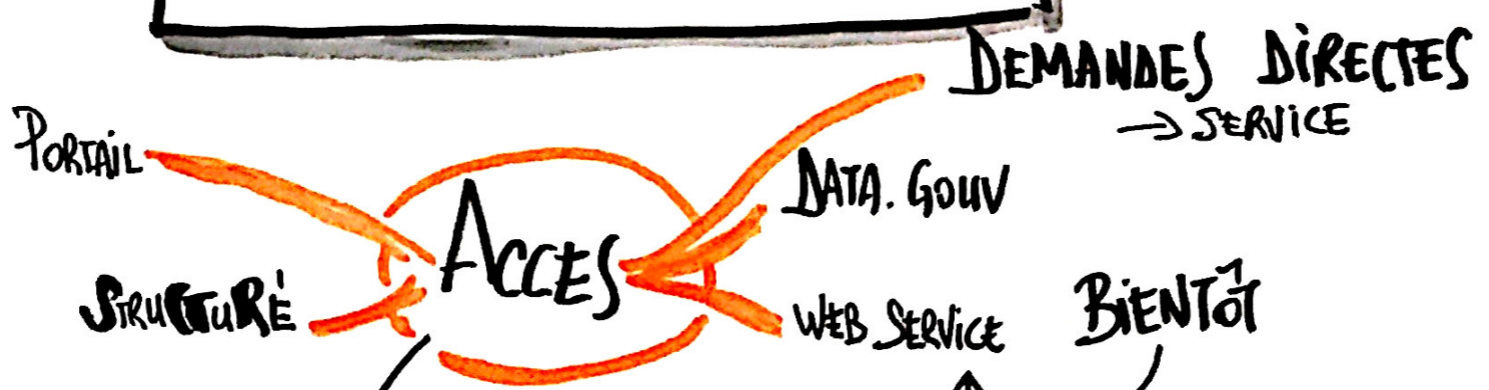 DEMANDES DIRECTES
→ SERVICE
PORTAIL
DATA.GOUV
ACCES
STRUCTURÉ
WEB SERVICE
BIENTÔT